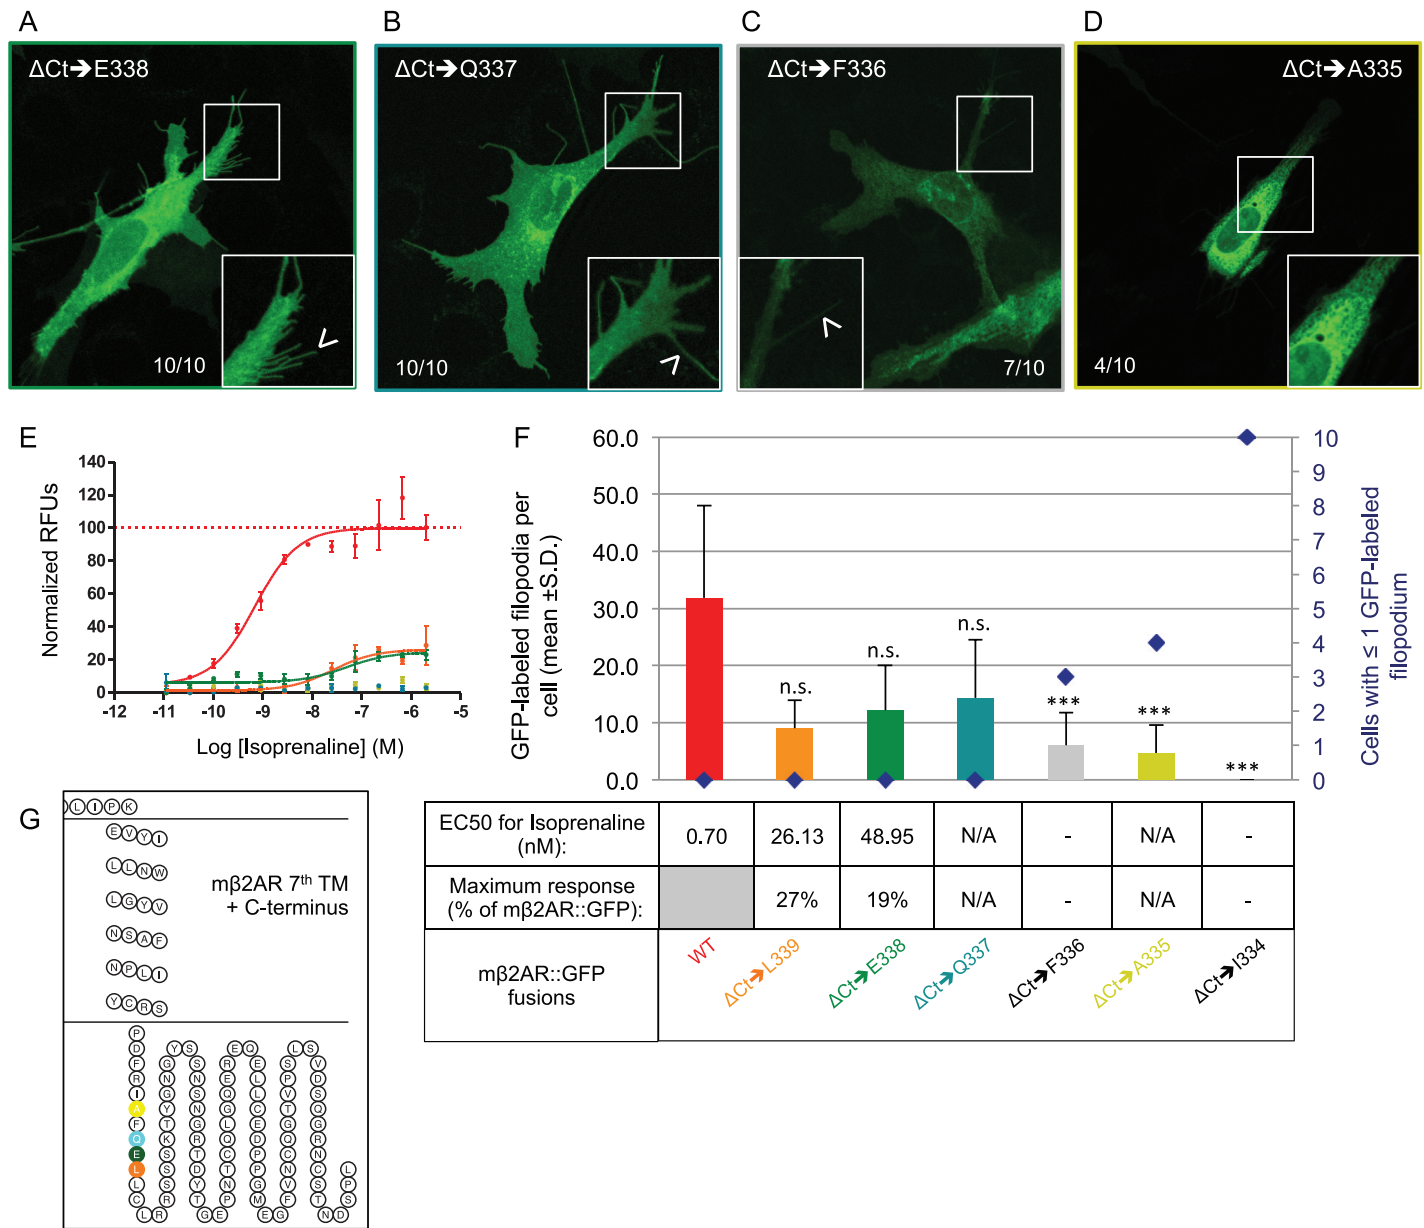 A
B
C
D
ΔCt➔E338
ΔCt➔Q337
ΔCt➔F336
ΔCt➔A335
10/10
10/10
7/10
4/10
E
Normalized RFUs
140
120
100
80
60
40
20
0
-12
-11
-10
-9
-8
-7
-6
-5
Log [Isoprenaline] (M)
F
GFP-labeled filopodia per
cell (mean ±S.D.)
60.0
50.0
40.0
30.0
20.0
10.0
0.0
n.s.
n.s.
n.s.
***
***
***
10
9
8
7
6
5
4
3
2
1
0
Cells with ≤ 1 GFP-labeled
filopodium
EC50 for Isoprenaline
(nM):
0.70
26.13
48.95
N/A
-
N/A
-
Maximum response
(% of mβ2AR::GFP):
27%
19%
N/A
-
N/A
-
mβ2AR::GFP
fusions
WT
ΔCt➔L339
ΔCt➔E338
ΔCt➔Q337
ΔCt➔F336
ΔCt➔A335
ΔCt➔I334
G
L I P K
E V Y I
L L N W
L G Y V
N S A F
N P L I
Y C R S
mβ2AR 7th TM
+ C-terminus
P
D
F
R
I
A
F
Q
E
L
L
C
L R
R
S
S
S
K
T
Y
G
N
G
Y S
S
N
S
N
G
R
T
D
Y
T
G E
P
N
T
C
Q
L
G
Q
E
R
E Q
E
L
L
C
E
D
P
P
G
M
E G
F
V
N
C
Q
G
T
V
P
S
L S
V
D
S
Q
G
R
N
C
S
T
N D
S
P
L